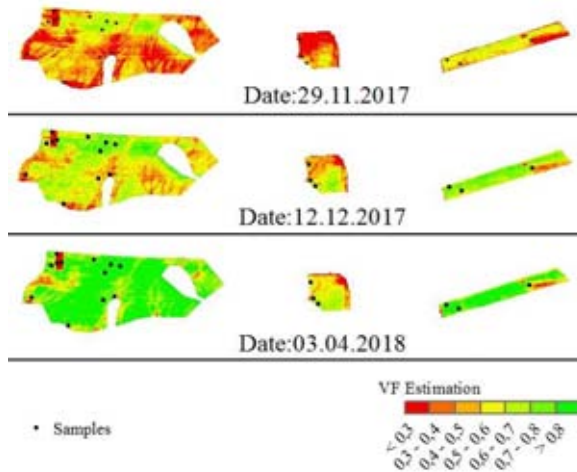 Date:29.11.2017
Date:12.12.2017
Date:03.04.2018
VF Estimation
• Samples
< 0,3
0,3 - 0,4
0,4 - 0,5
0,5 - 0,6
0,6 - 0,7
0,7 - 0,8
> 0,8